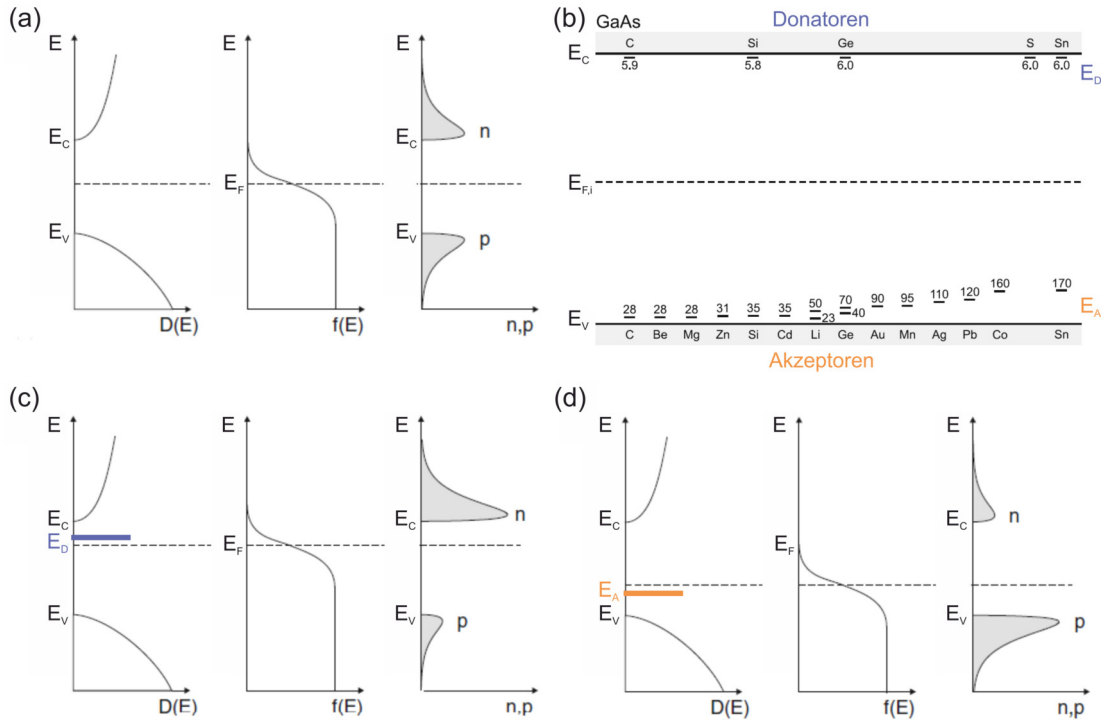 (a)
E
E_C
E_V
D(E)
E_F
f(E)
E_C
n
E_V
p
n,p
(b)
GaAs
Donatoren
E_C
C Si Ge S Sn
5.9 5.8 6.0 6.0 6.0
E_D
E_F,i
28 28 28 31 35 35 50 23 70 40 90 95 110 120 160 170
E_A
E_V
C Be Mg Zn Si Cd Li Ge Au Mn Ag Pb Co Sn
Akzeptoren
(c)
E
E_C
E_D
E_V
D(E)
E_F
f(E)
E_C
n
E_V
p
n,p
(d)
E
E_C
E_A
E_V
D(E)
E
E_F
f(E)
E
E_C
n
E_V
p
n,p